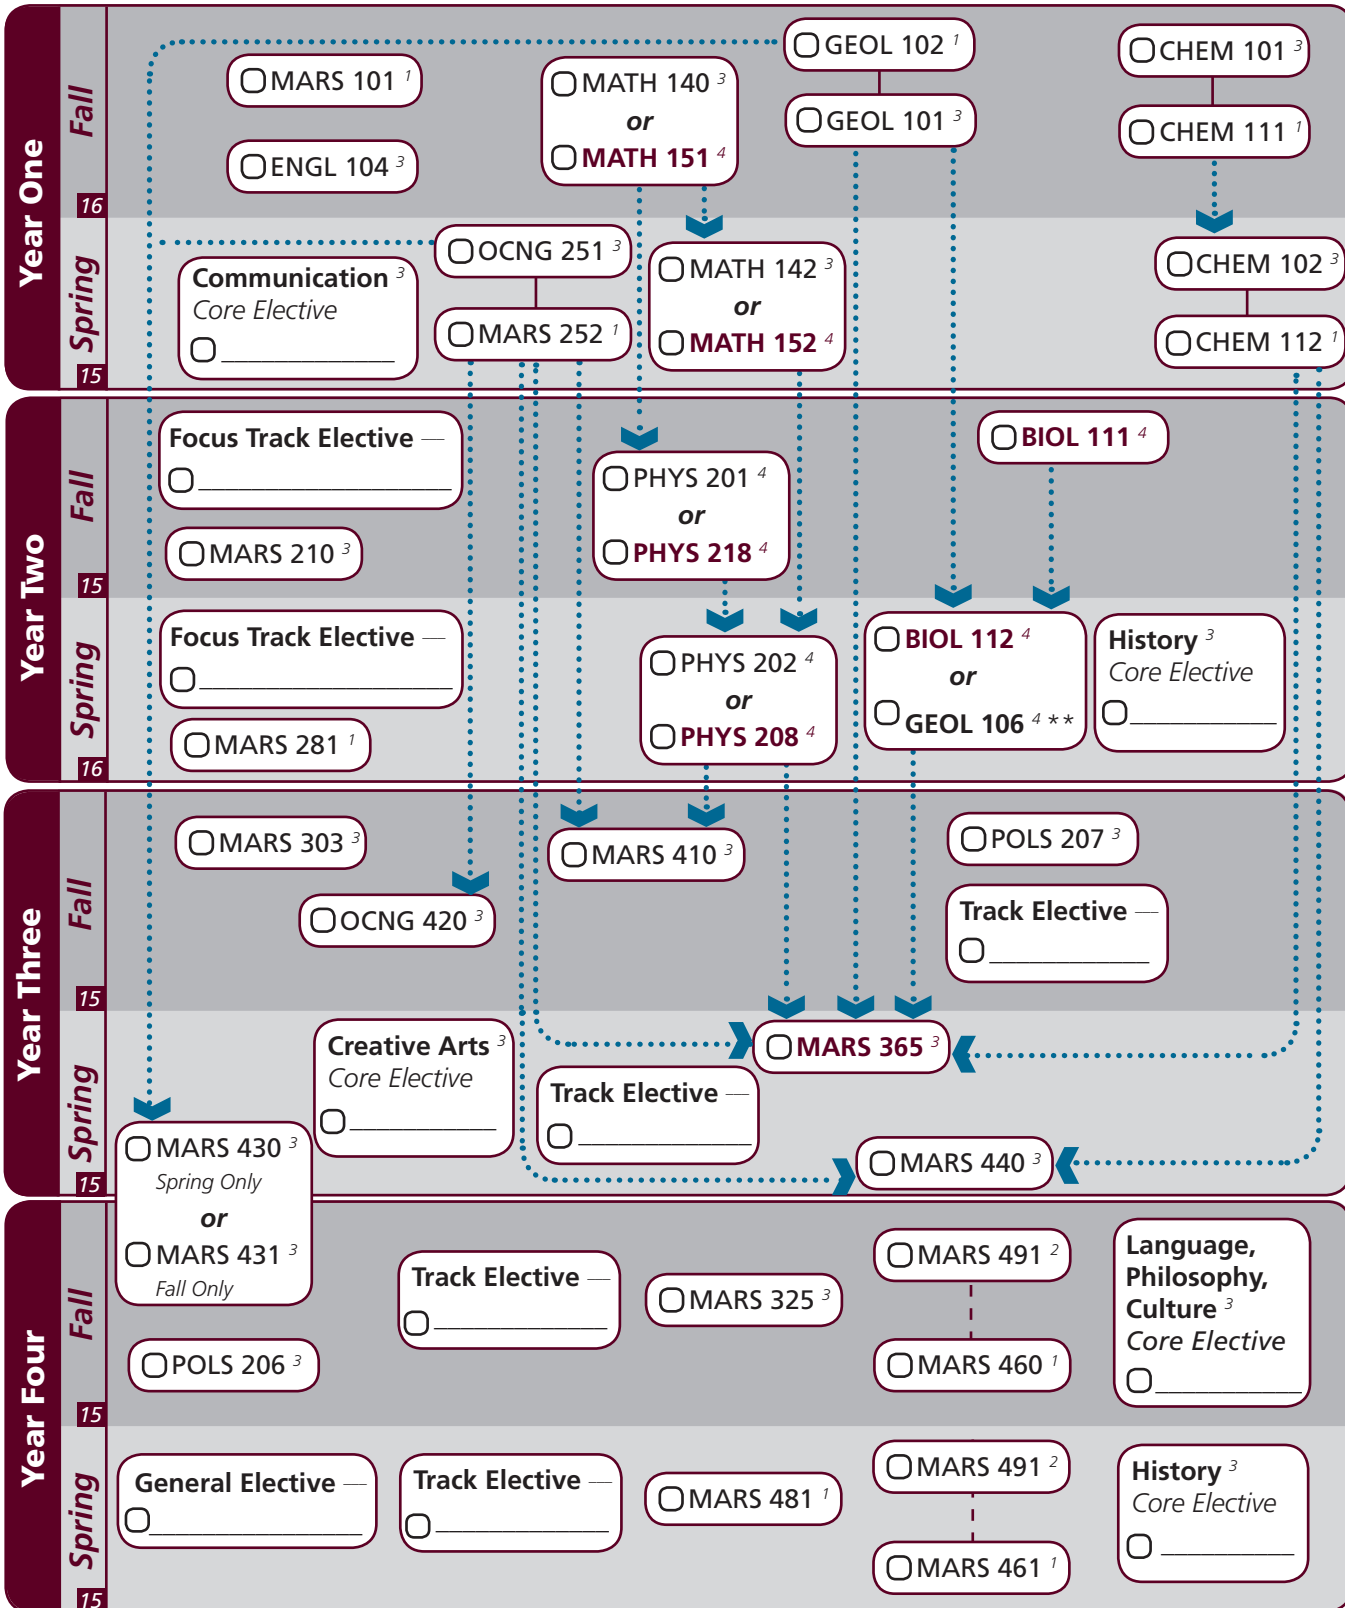 Year One
Fall
16
MARS 101 1
ENGL 104 3
MATH 140 3
or
MATH 151 4
GEOL 102 1
GEOL 101 3
CHEM 101 3
CHEM 111 1
Spring
15
Communication 3
Core Elective
OCNG 251 3
MARS 252 1
MATH 142 3
or
MATH 152 4
CHEM 102 3
CHEM 112 1
Year Two
Fall
15
Focus Track Elective —
MARS 210 3
PHYS 201 4
or
PHYS 218 4
BIOL 111 4
Spring
16
Focus Track Elective —
MARS 281 1
PHYS 202 4
or
PHYS 208 4
BIOL 112 4
or
GEOL 106 4 **
History 3
Core Elective
Year Three
Fall
15
MARS 303 3
OCNG 420 3
MARS 410 3
POLS 207 3
Track Elective —
Spring
15
MARS 430 3
Spring Only
or
MARS 431 3
Fall Only
Creative Arts 3
Core Elective
Track Elective —
MARS 365 3
MARS 440 3
Year Four
Fall
15
POLS 206 3
Track Elective —
MARS 325 3
MARS 491 2
MARS 460 1
Language,
Philosophy,
Culture 3
Core Elective
Spring
15
General Elective —
Track Elective —
MARS 481 1
MARS 491 2
MARS 461 1
History 3
Core Elective